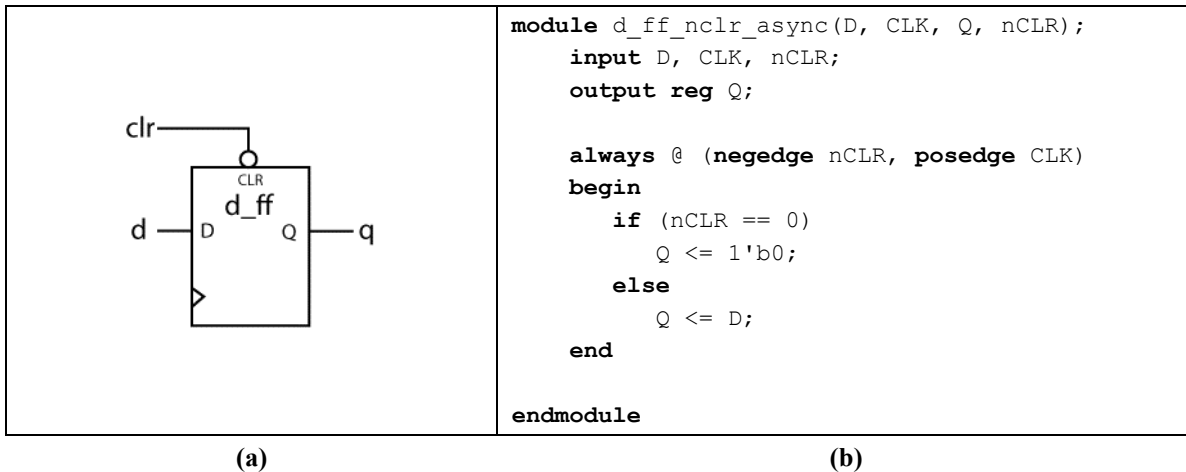 clr
CLR
d_ff
d D Q q
(a)
module d_ff_nclr_async(D, CLK, Q, nCLR);
input D, CLK, nCLR;
output reg Q;
always @ (negedge nCLR, posedge CLK)
begin
if (nCLR == 0)
Q <= 1'b0;
else
Q <= D;
end
endmodule
(b)